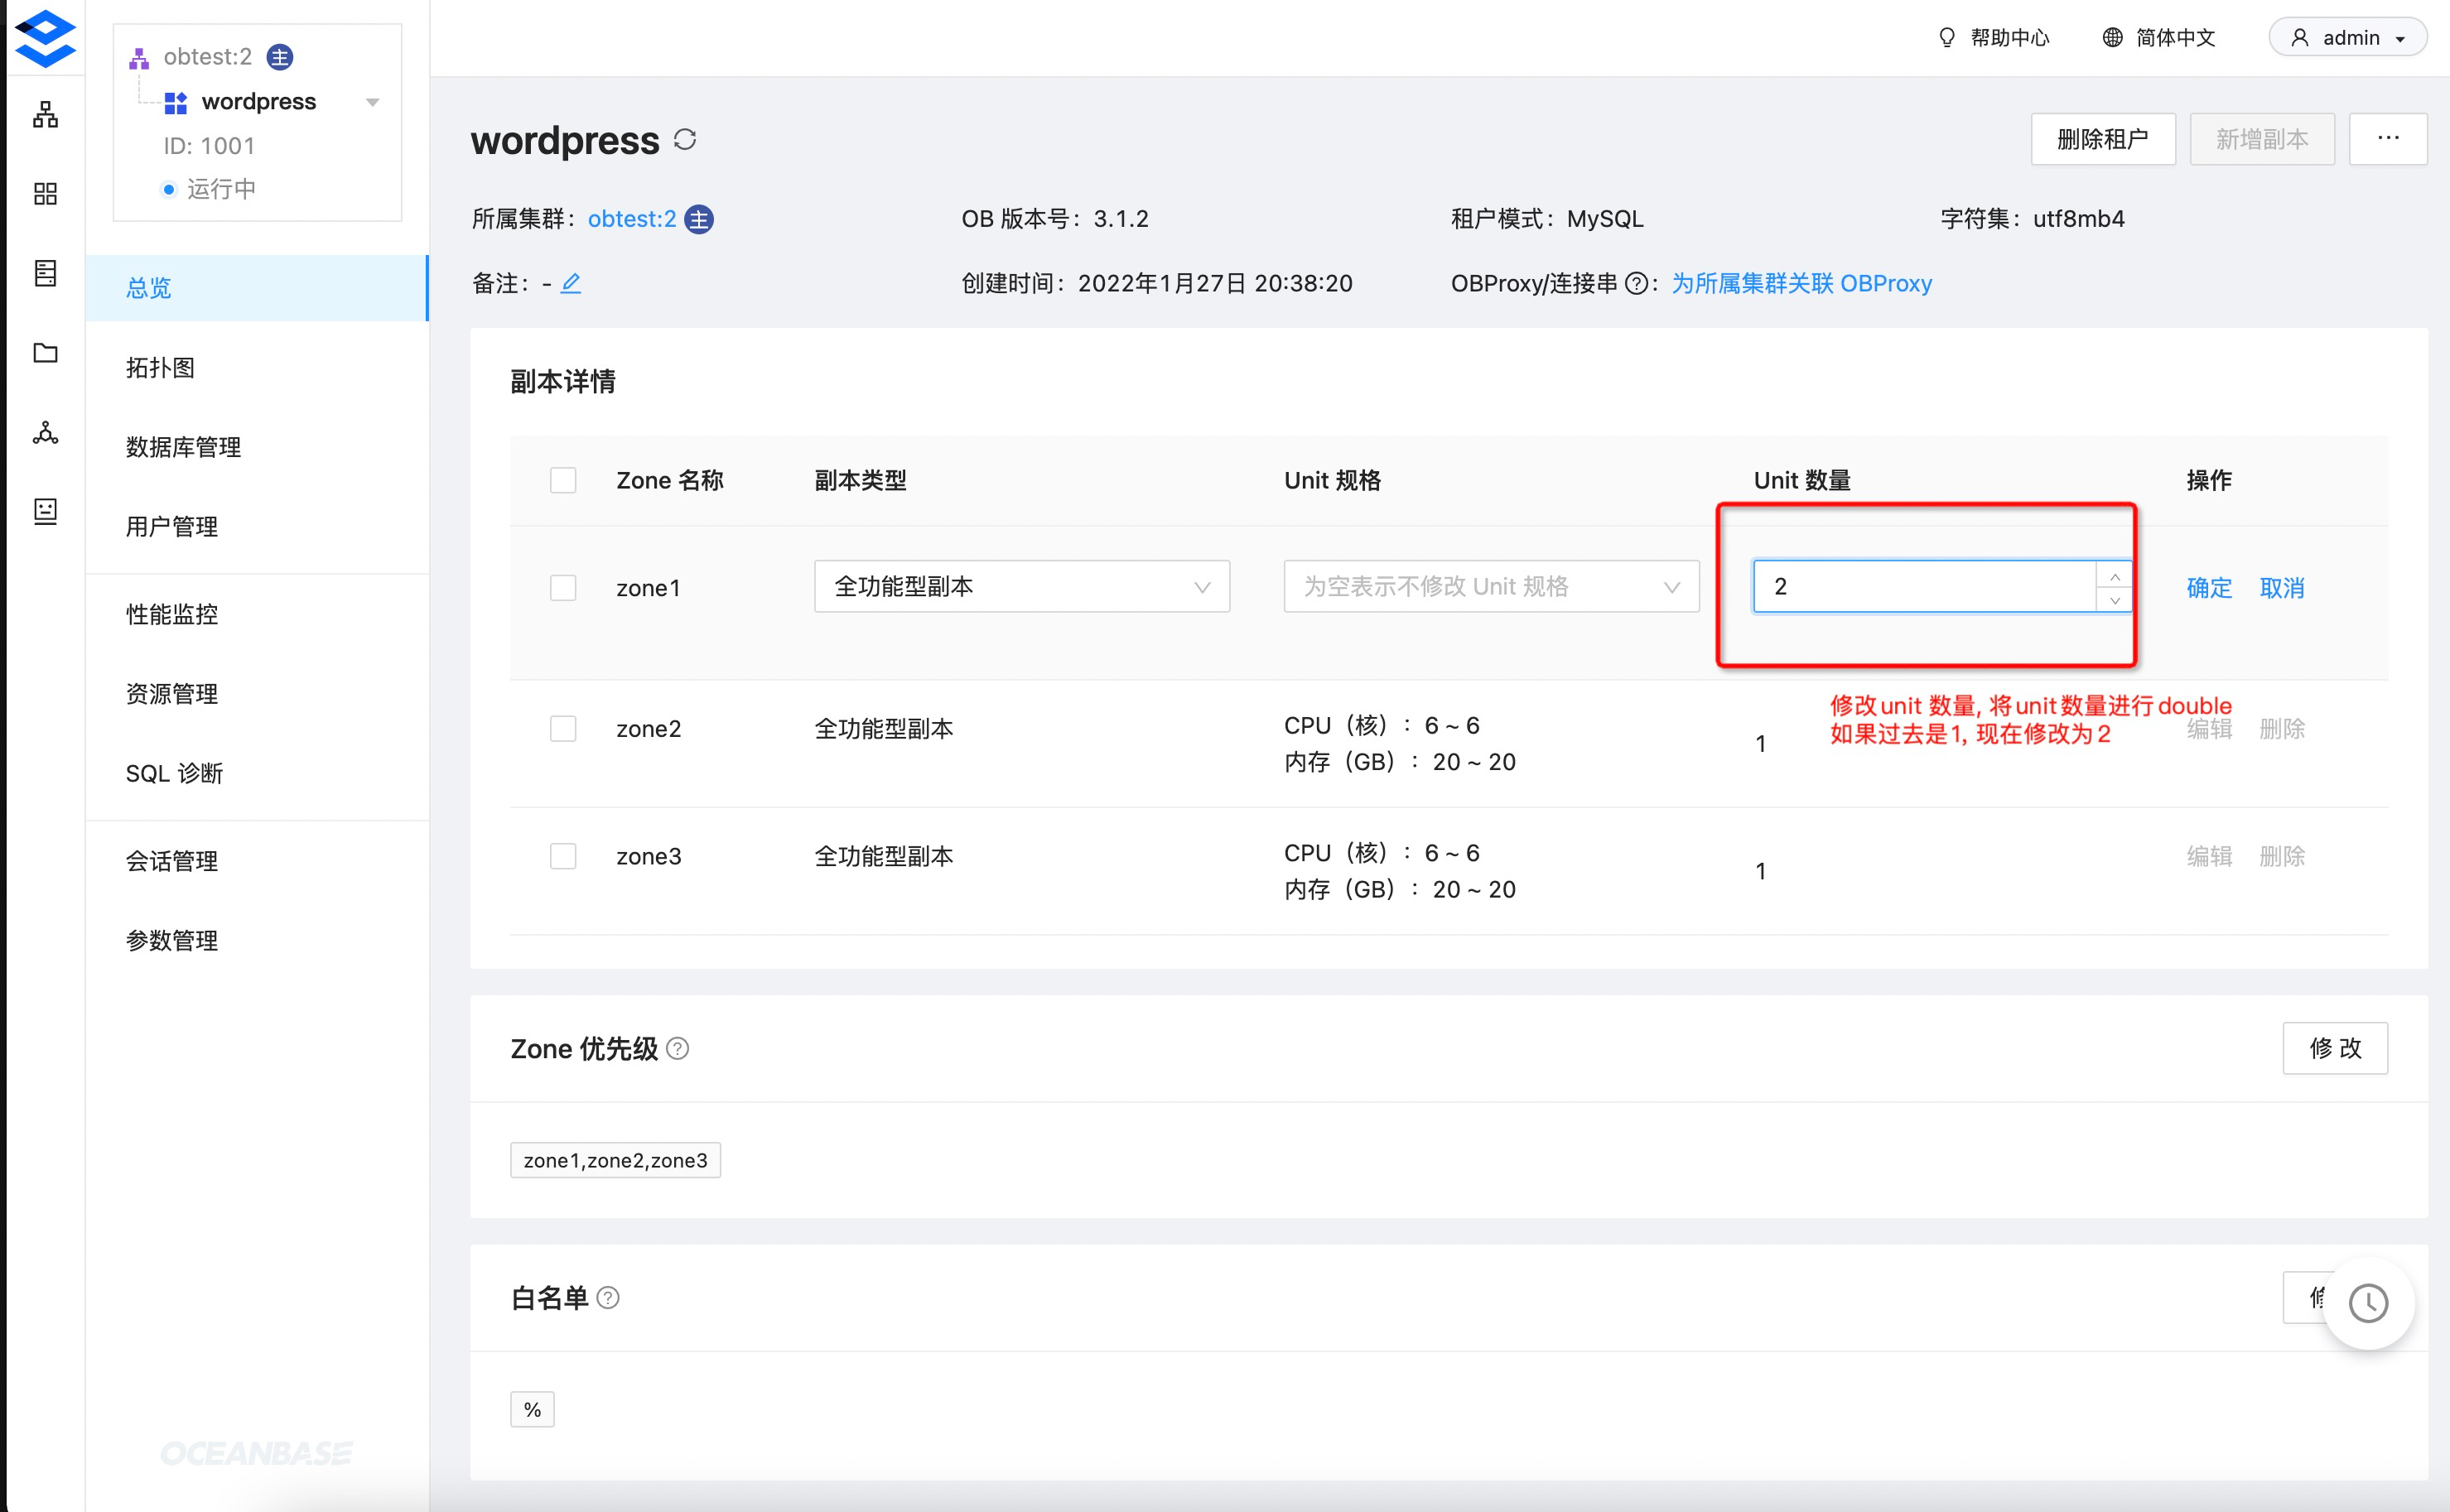 帮助中心 简体中文 admin
obtest:2 主
wordpress
ID: 1001
运行中
总览
拓扑图
数据库管理
用户管理
性能监控
资源管理
SQL 诊断
会话管理
参数管理
OCEANBASE
wordpress
删除租户 新增副本 ...
所属集群： obtest:2 主 OB 版本号： 3.1.2 租户模式： MySQL 字符集： utf8mb4
备注： - 创建时间： 2022年1月27日 20:38:20 OBProxy/连接串 ?： 为所属集群关联 OBProxy
副本详情
Zone 名称 副本类型 Unit 规格 Unit 数量 操作
zone1 全功能型副本 为空表示不修改 Unit 规格 2 确定 取消
修改unit 数量, 将unit数量进行double
如果过去是1, 现在修改为2
zone2 全功能型副本 CPU（核）： 6 ~ 6 1 编辑 删除
内存（GB）： 20 ~ 20
zone3 全功能型副本 CPU（核）： 6 ~ 6 1 编辑 删除
内存（GB）： 20 ~ 20
Zone 优先级 ? 修 改
zone1,zone2,zone3
白名单 ?
%